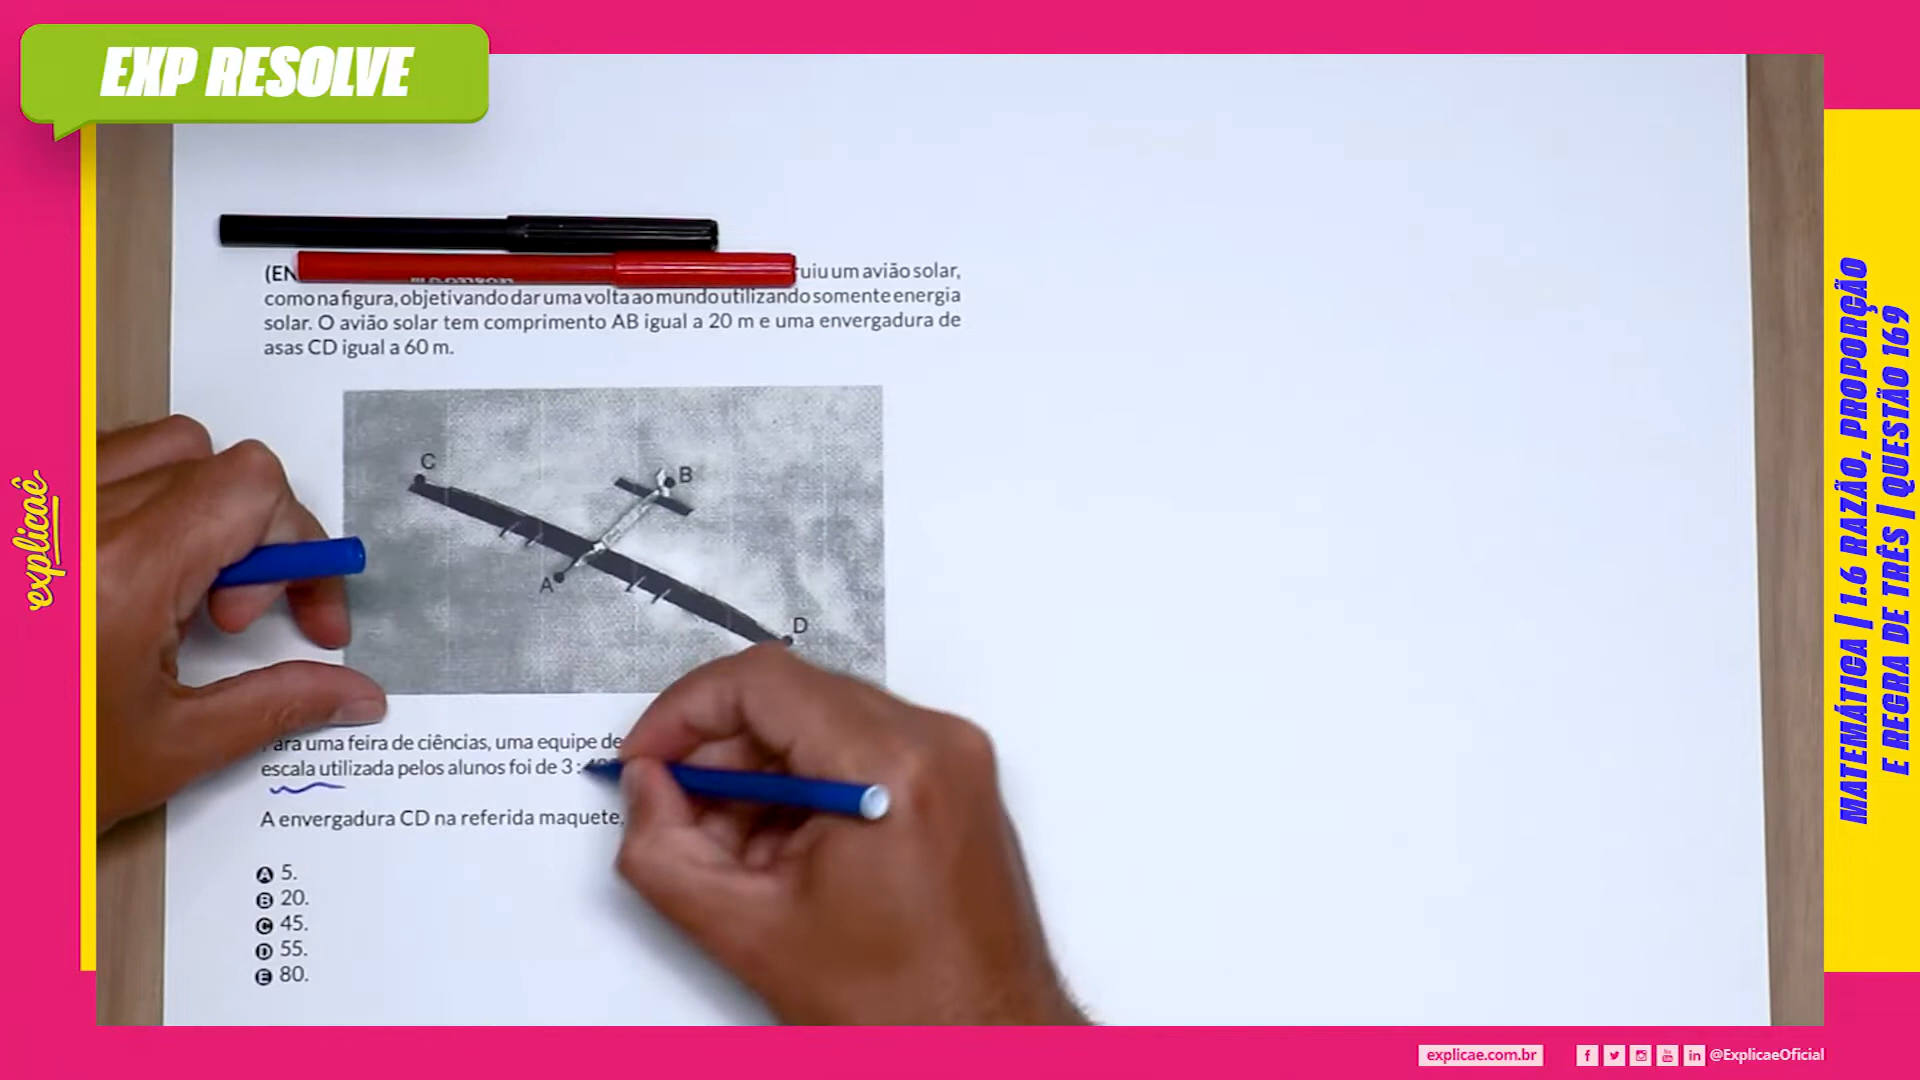 EXP RESOLVE
(EN
ruiu um avião solar,
como na figura, objetivando dar uma volta ao mundo utilizando somente energia
solar. O avião solar tem comprimento AB igual a 20 m e uma envergadura de
asas CD igual a 60 m.
C
B
A
D
ara uma feira de ciências, uma equipe de
escala utilizada pelos alunos foi de 3 :
A envergadura CD na referida maquete,
A 5.
B 20.
C 45.
D 55.
E 80.
explicaê
MATEMÁTICA | 1.6 RAZÃO, PROPORÇÃO
E REGRA DE TRÊS | QUESTÃO 169
explicae.com.br
@ExplicaeOficial